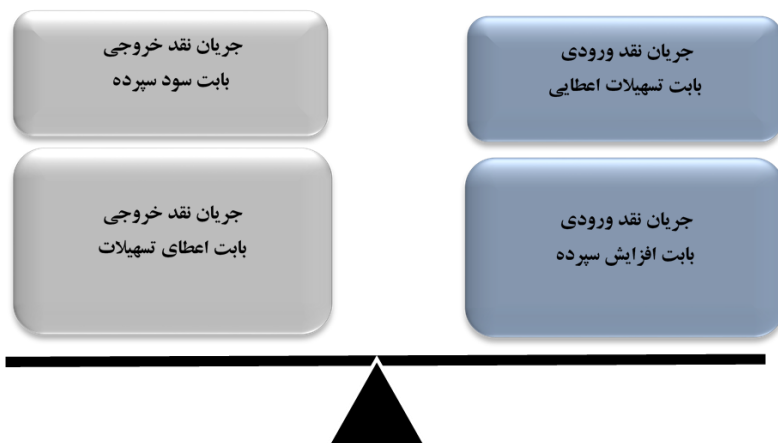 جریان نقد ورودی
بابت تسهیلات اعطایی
جریان نقد ورودی
بابت افزایش سپرده
جریان نقد خروجی
بابت سود سپرده
جریان نقد خروجی
بابت اعطای تسهیلات